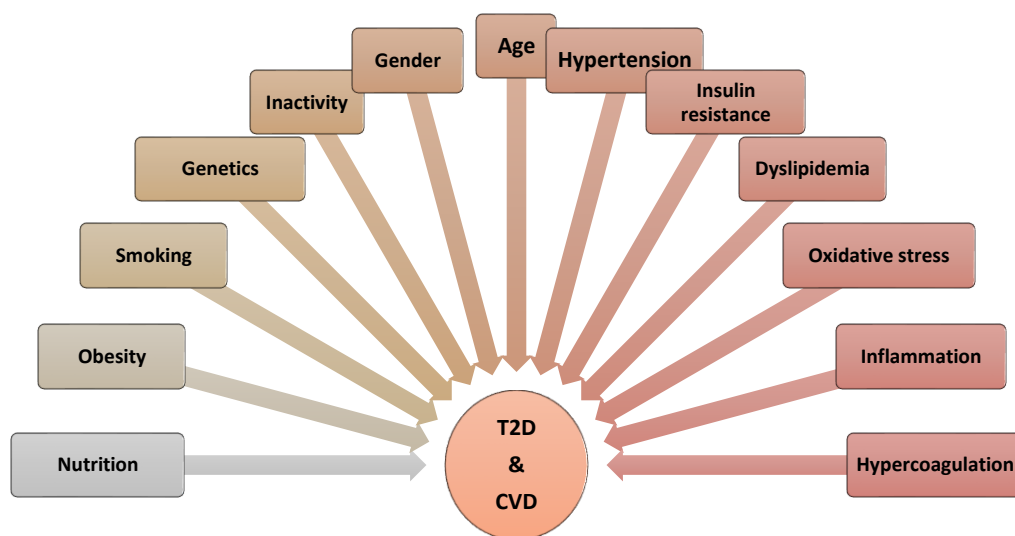 Age
Gender
Hypertension
Inactivity
Insulin
resistance
Genetics
Dyslipidemia
Smoking
Oxidative stress
Obesity
Inflammation
Nutrition
Hypercoagulation
T2D
&
CVD